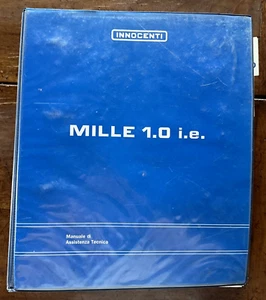 INNOCENTI
MILLE 1.0 i.e.
Manuale di
Assistenza Tecnica